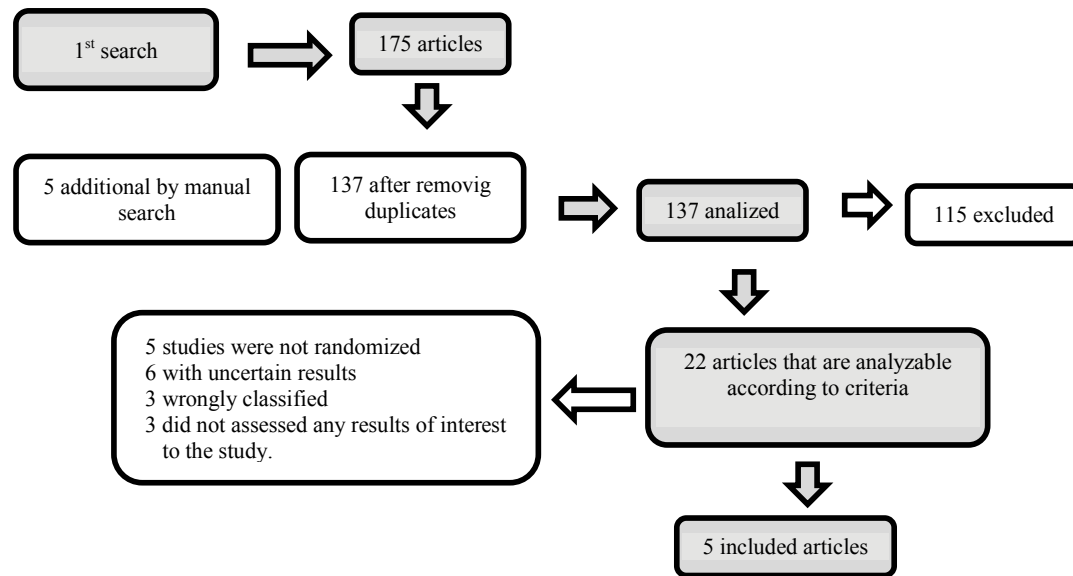 1st search
175 articles
5 additional by manual
search
137 after removig
duplicates
137 analized
115 excluded
5 studies were not randomized
6 with uncertain results
3 wrongly classified
3 did not assessed any results of interest
to the study.
22 articles that are analyzable
according to criteria
5 included articles